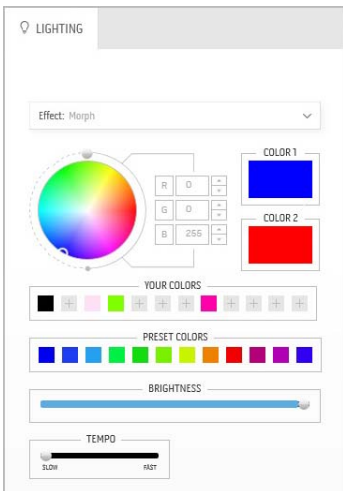 LIGHTING
Effect: Morph
COLOR 1
R 0
G 0
B 255
COLOR 2
YOUR COLORS
PRESET COLORS
BRIGHTNESS
TEMPO
SLOW FAST